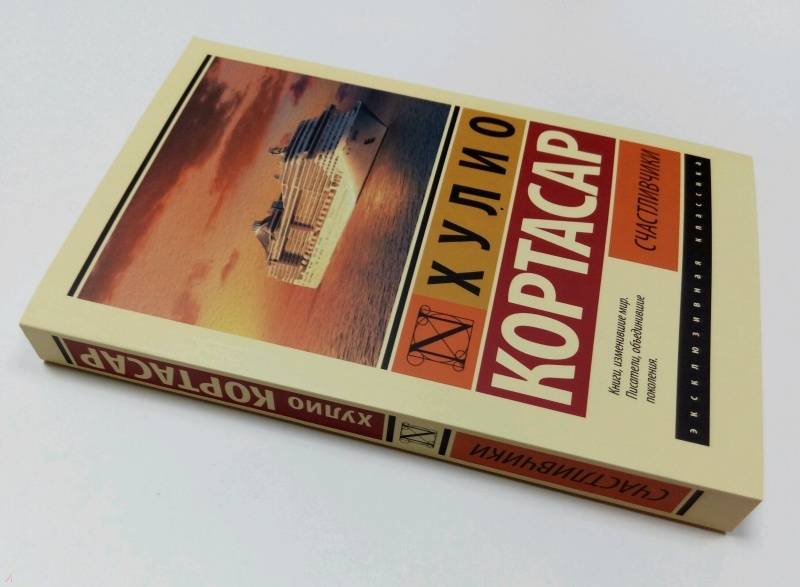 ХУЛИО
КОРТАСАР
СЧАСТЛИВЧИКИ
Книги, изменившие мир.
Писатели, объединившие
поколения.
эксклюзивная классика
ХУЛИО КОРТАСАР
СЧАСТЛИВЧИКИ